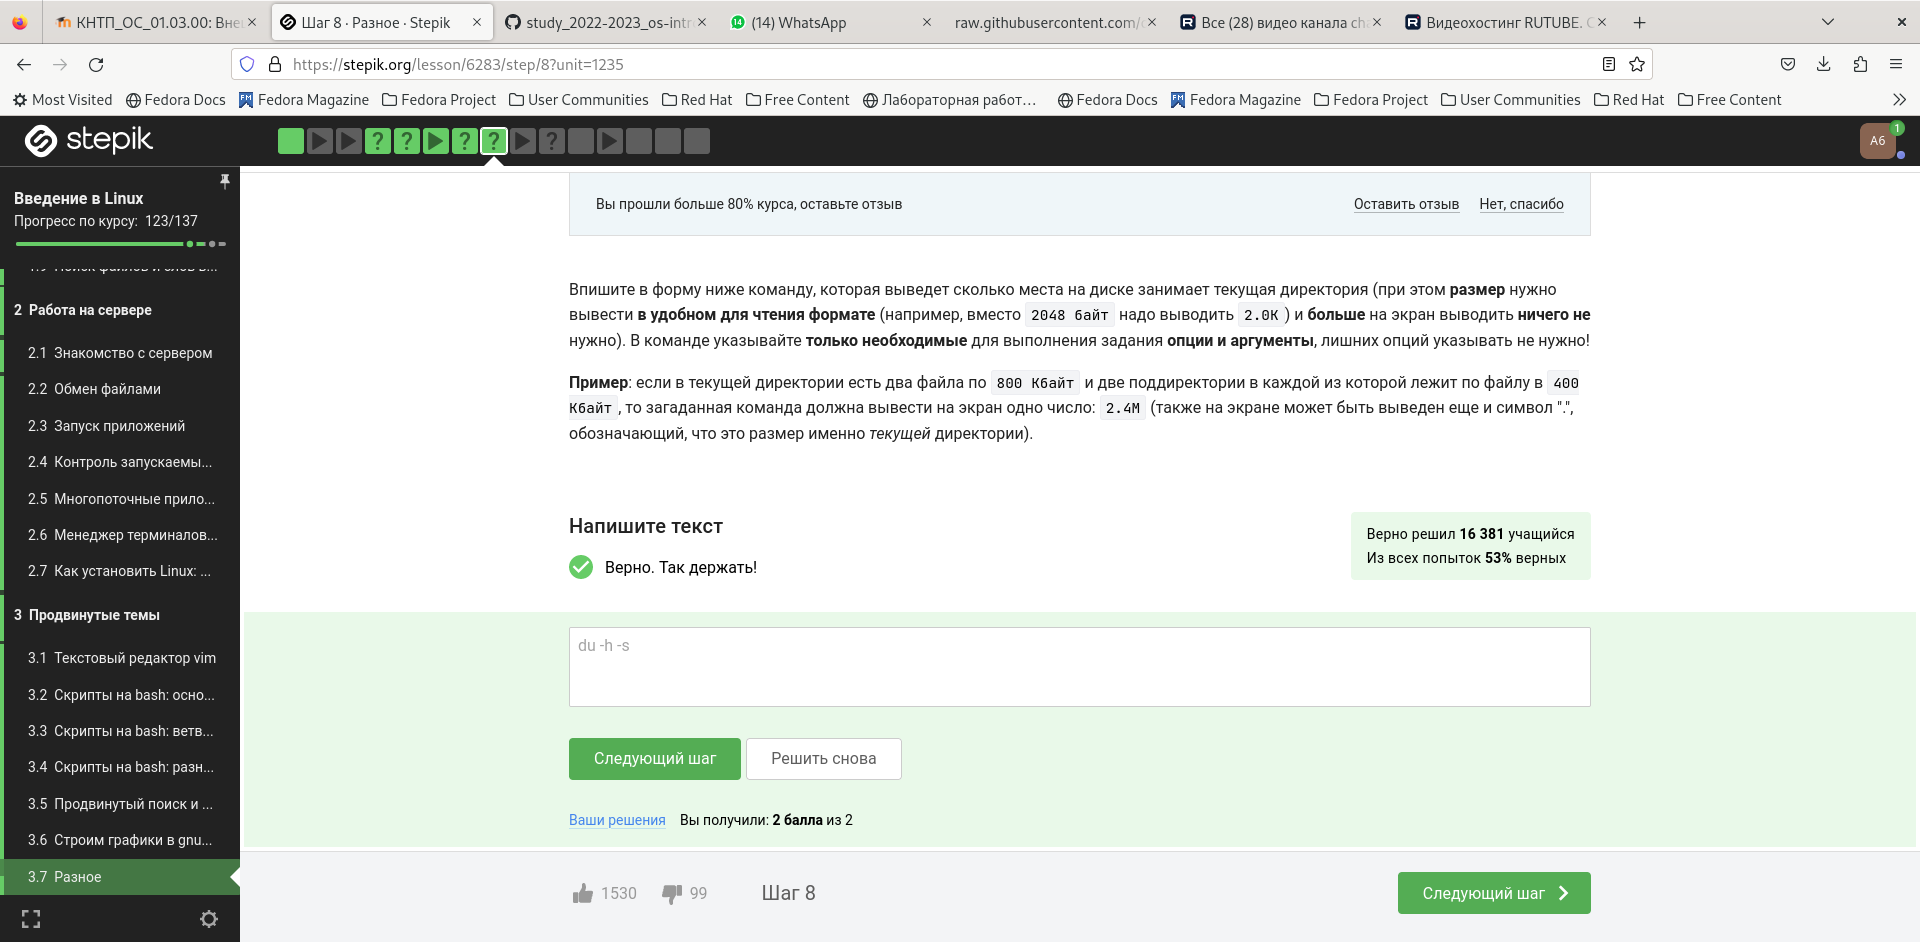 КНТП_ОС_01.03.00: Вне
Шаг 8 · Разное · Stepik
study_2022-2023_os-intr
14 (14) WhatsApp
raw.githubusercontent.com/
Все (28) видео канала
Видеохостинг RUTUBE.
https://stepik.org/lesson/6283/step/8?unit=1235
Most Visited Fedora Docs Fedora Magazine Fedora Project User Communities Red Hat Free Content Лабораторная работ… Fedora Docs Fedora Magazine Fedora Project User Communities Red Hat Free Content
stepik
? ? ? ? ?
A6 1
Введение в Linux
Прогресс по курсу: 123/137
2 Работа на сервере
2.1 Знакомство с сервером
2.2 Обмен файлами
2.3 Запуск приложений
2.4 Контроль запускаемы...
2.5 Многопоточные прило...
2.6 Менеджер терминалов...
2.7 Как установить Linux: ...
3 Продвинутые темы
3.1 Текстовый редактор vim
3.2 Скрипты на bash: осно...
3.3 Скрипты на bash: ветв...
3.4 Скрипты на bash: разн...
3.5 Продвинутый поиск и ...
3.6 Строим графики в gnu...
3.7 Разное
Вы прошли больше 80% курса, оставьте отзыв
Оставить отзыв Нет, спасибо
Впишите в форму ниже команду, которая выведет сколько места на диске занимает текущая директория (при этом размер нужно
вывести в удобном для чтения формате (например, вместо 2048 байт надо выводить 2.0K) и больше на экран выводить ничего не
нужно). В команде указывайте только необходимые для выполнения задания опции и аргументы, лишних опций указывать не нужно!
Пример: если в текущей директории есть два файла по 800 Кбайт и две поддиректории в каждой из которой лежит по файлу в 400
Кбайт, то загаданная команда должна вывести на экран одно число: 2.4M (также на экране может быть выведен еще и символ ".",
обозначающий, что это размер именно текущей директории).
Напишите текст
Верно. Так держать!
Верно решил 16 381 учащийся
Из всех попыток 53% верных
du -h -s
Следующий шаг
Решить снова
Ваши решения Вы получили: 2 балла из 2
1530 99 Шаг 8
Следующий шаг